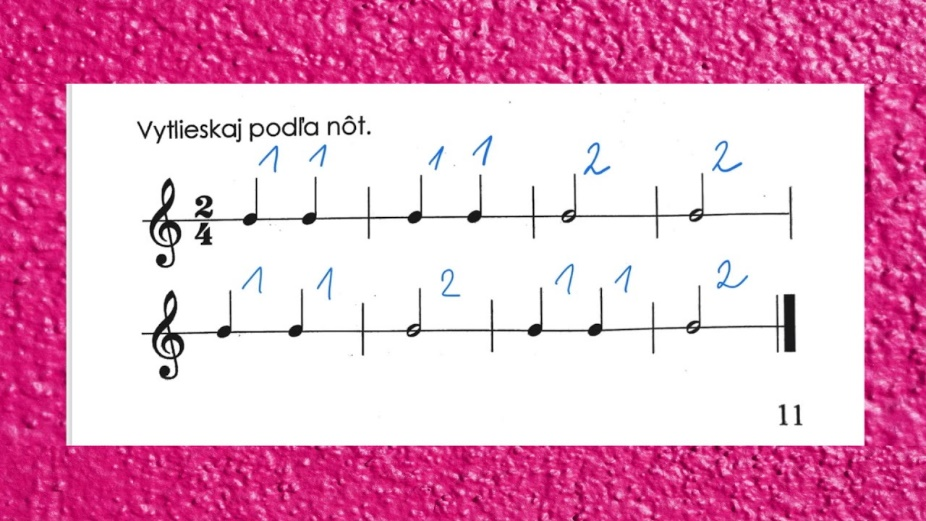 Vytlieskaj podľa nôt.
1 1 1 1 2 2
2
4
1 1 2 1 1 2
11